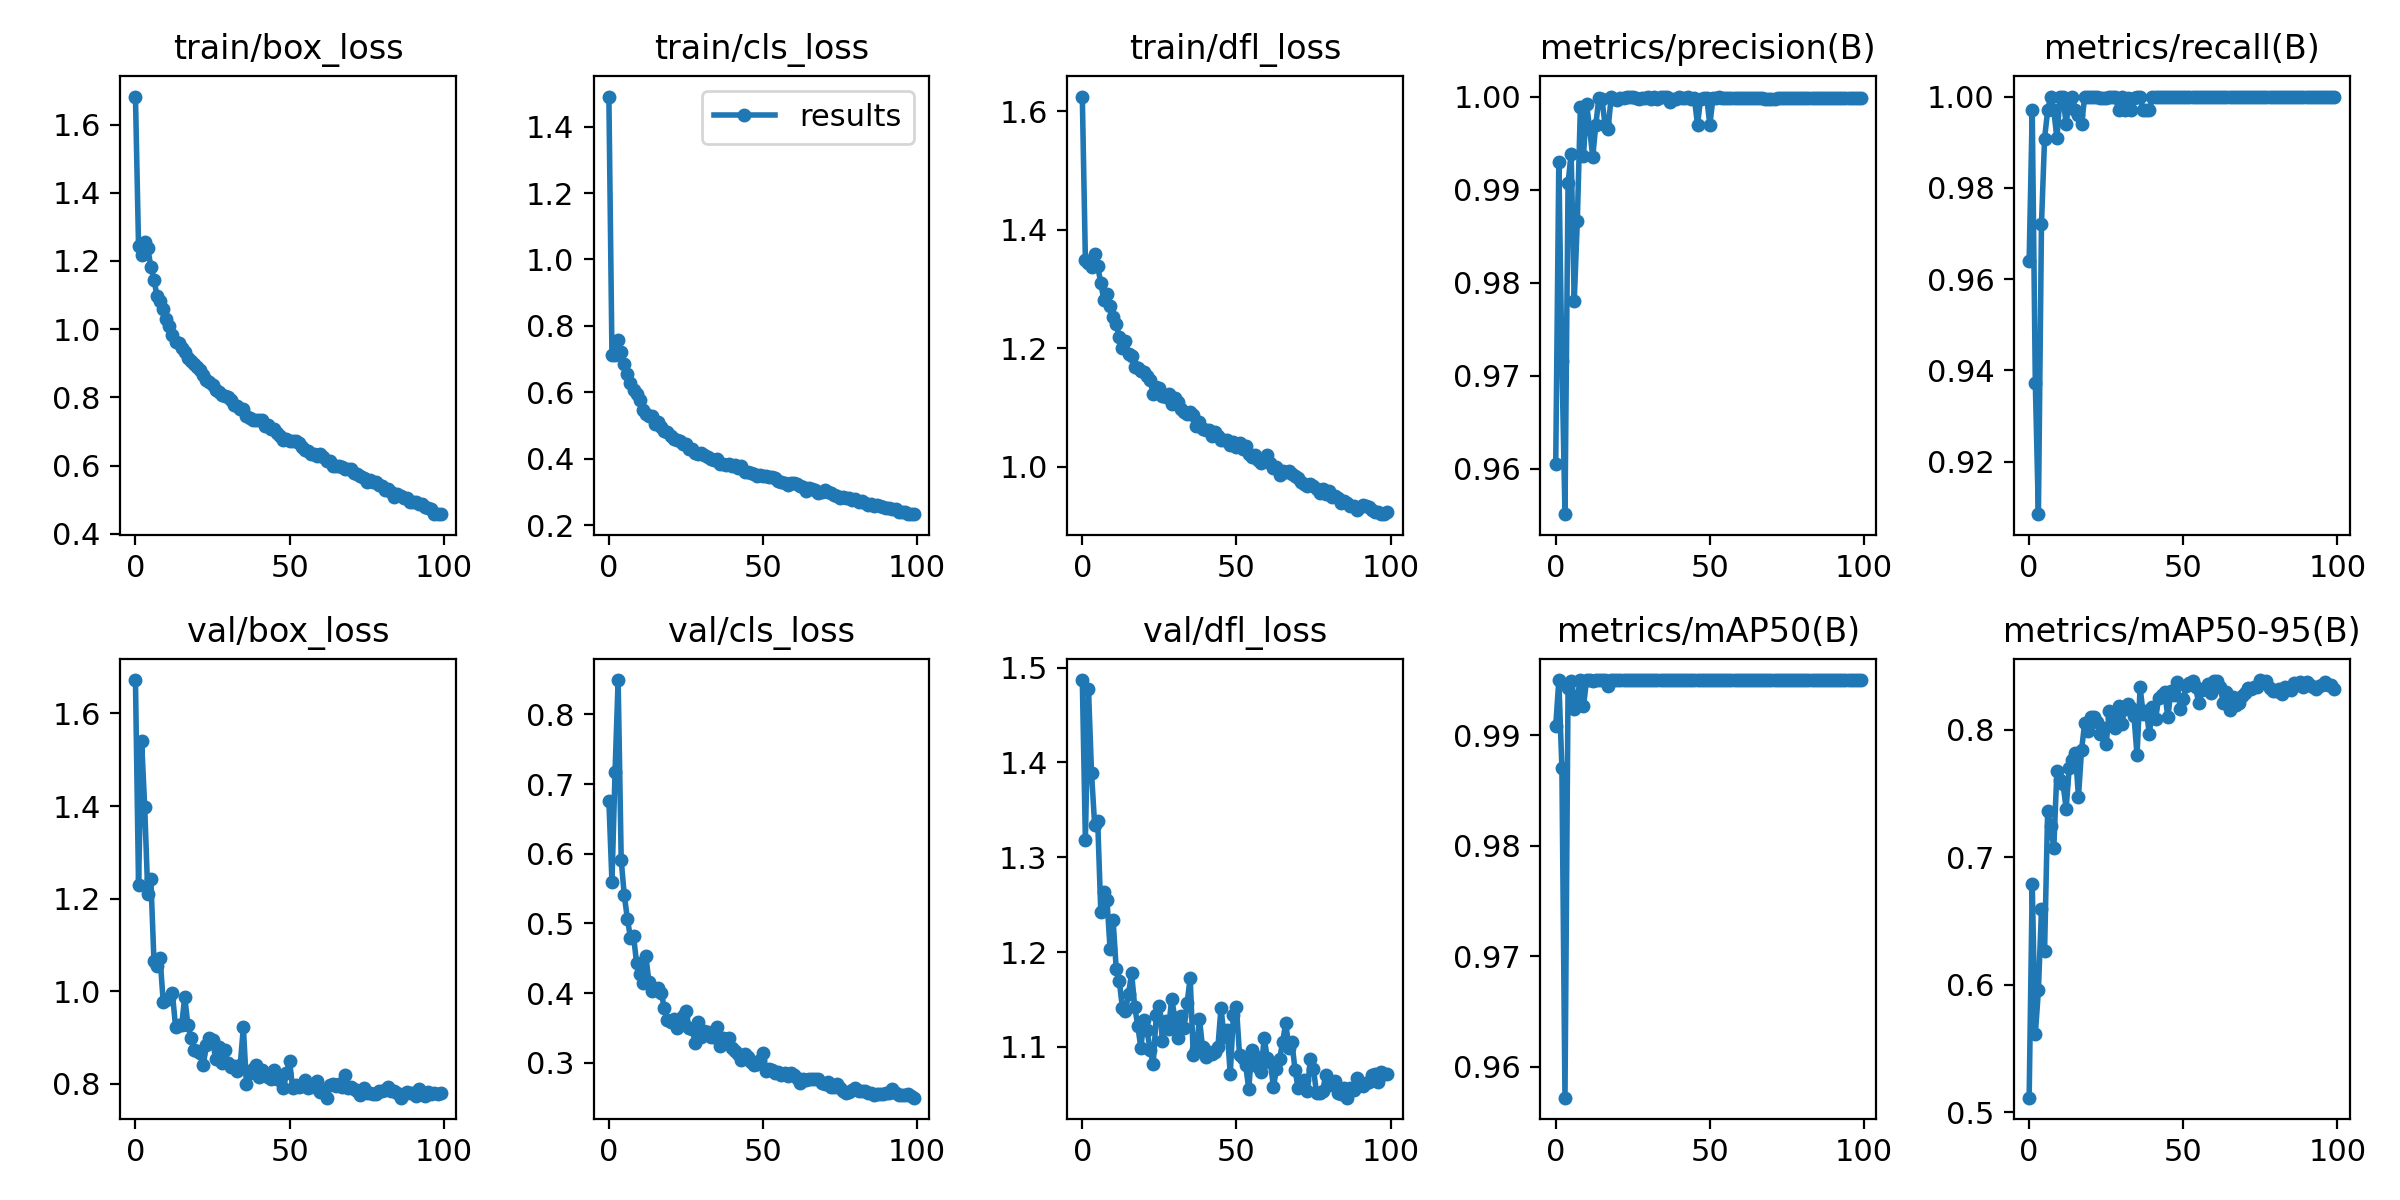 train/box_loss
1.6
1.4
1.2
1.0
0.8
0.6
0.4
0 50 100
train/cls_loss
results
1.4
1.2
1.0
0.8
0.6
0.4
0.2
0 50 100
train/dfl_loss
1.6
1.4
1.2
1.0
0 50 100
metrics/precision(B)
1.00
0.99
0.98
0.97
0.96
0 50 100
metrics/recall(B)
1.00
0.98
0.96
0.94
0.92
0 50 100
val/box_loss
1.6
1.4
1.2
1.0
0.8
0 50 100
val/cls_loss
0.8
0.7
0.6
0.5
0.4
0.3
0 50 100
val/dfl_loss
1.5
1.4
1.3
1.2
1.1
0 50 100
metrics/mAP50(B)
0.99
0.98
0.97
0.96
0 50 100
metrics/mAP50-95(B)
0.8
0.7
0.6
0.5
0 50 100